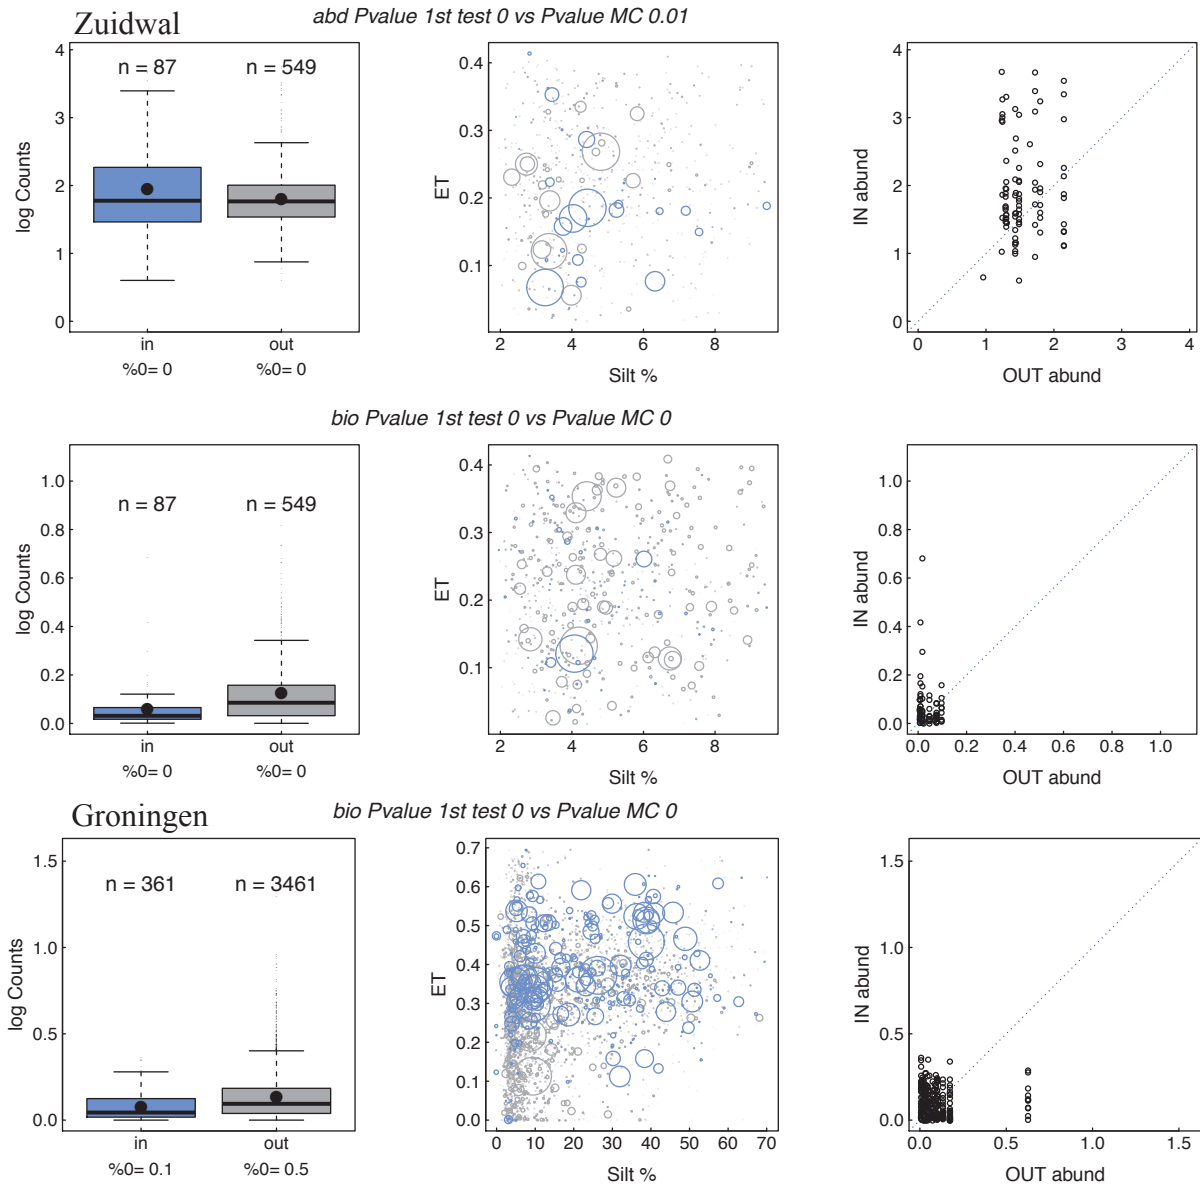 Zuidwal
abd Pvalue 1st test 0 vs Pvalue MC 0.01
4
3
2
1
0
log Counts
n = 87
n = 549
in
out
%0= 0
%0= 0
0.4
0.3
0.2
0.1
ET
2
4
6
8
Silt %
4
3
2
1
0
IN abund
0
1
2
3
4
OUT abund
bio Pvalue 1st test 0 vs Pvalue MC 0
1.0
0.8
0.6
0.4
0.2
0.0
log Counts
n = 87
n = 549
in
out
%0= 0
%0= 0
0.4
0.3
0.2
0.1
ET
2
4
6
8
Silt %
1.0
0.8
0.6
0.4
0.2
0.0
IN abund
0.0
0.2
0.4
0.6
0.8
1.0
OUT abund
Groningen
bio Pvalue 1st test 0 vs Pvalue MC 0
1.5
1.0
0.5
0.0
log Counts
n = 361
n = 3461
in
out
%0= 0.1
%0= 0.5
0.7
0.6
0.5
0.4
0.3
0.2
0.1
0.0
ET
0
10
20
30
40
50
60
70
Silt %
1.5
1.0
0.5
0.0
IN abund
0.0
0.5
1.0
1.5
OUT abund